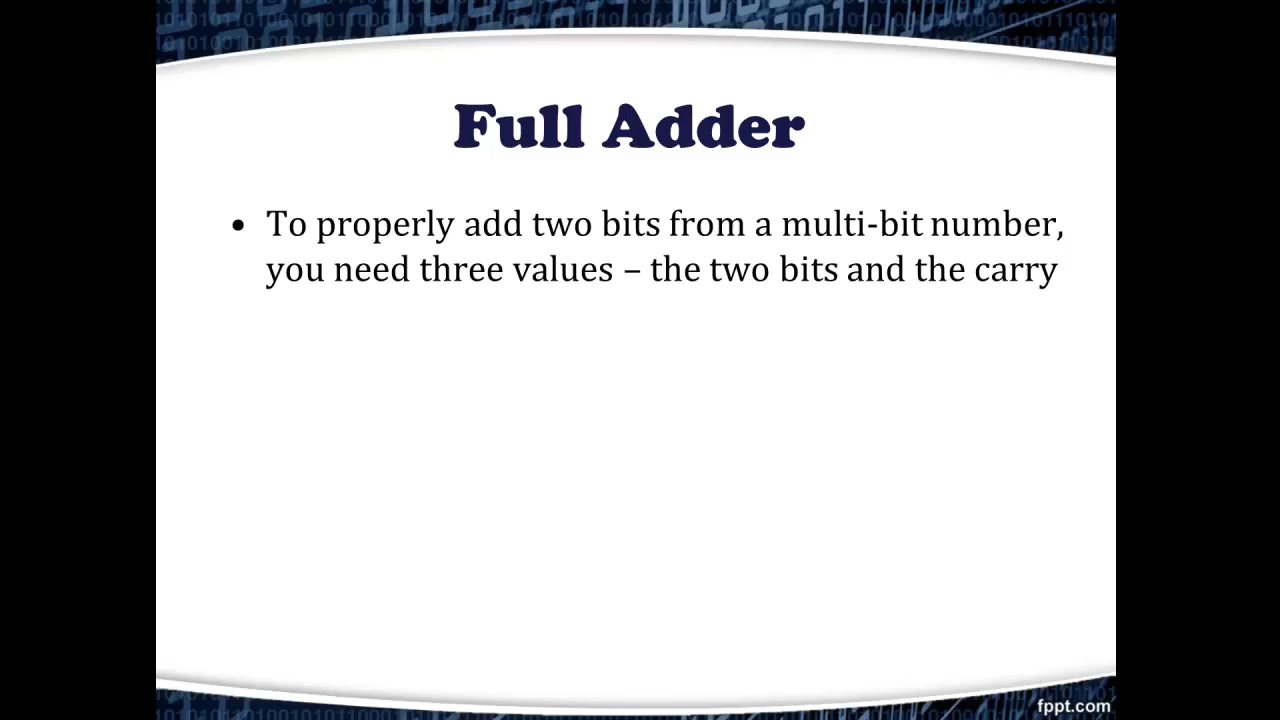 Full Adder
• To properly add two bits from a multi-bit number,
you need three values – the two bits and the carry
fppt.com